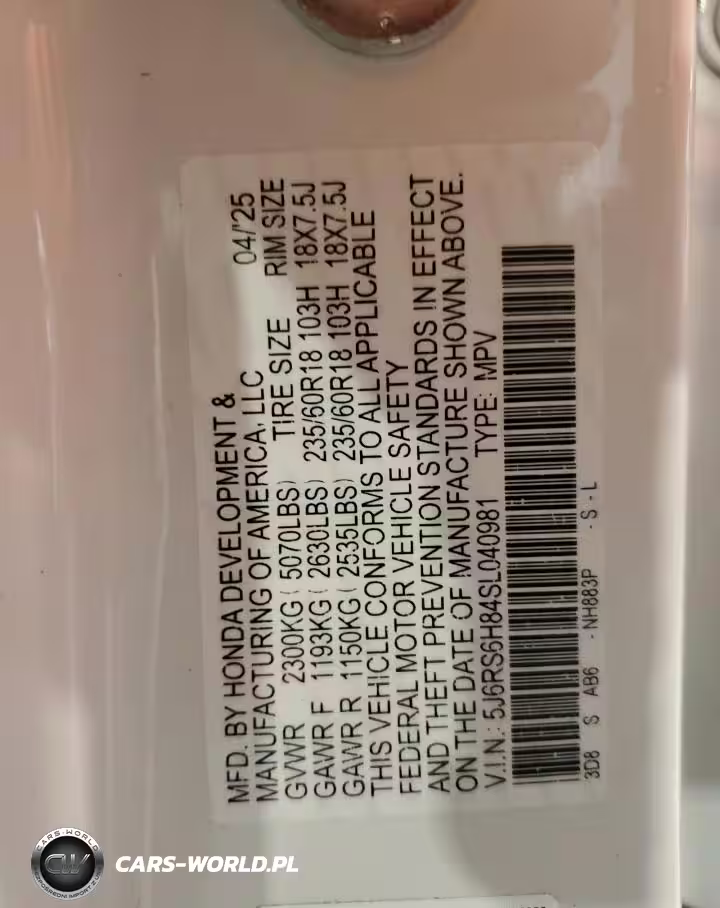 MFD. BY HONDA DEVELOPMENT & 04/'25
MANUFACTURING OF AMERICA, LLC
GVWR 2300KG ( 5070LBS) TIRE SIZE RIM SIZE
GAWR F 1193KG ( 2630LBS) 235/60R18 103H 18X7.5J
GAWR R 1150KG ( 2535LBS) 235/60R18 103H 18X7.5J
THIS VEHICLE CONFORMS TO ALL APPLICABLE
FEDERAL MOTOR VEHICLE SAFETY
AND THEFT PREVENTION STANDARDS IN EFFECT
ON THE DATE OF MANUFACTURE SHOWN ABOVE.
V.I.N.: 5J6RS6H84SL040981 TYPE: MPV
3D8 S AB6 - NH883P - S - L
CARS-WORLD
CW
CARS-WORLD.PL